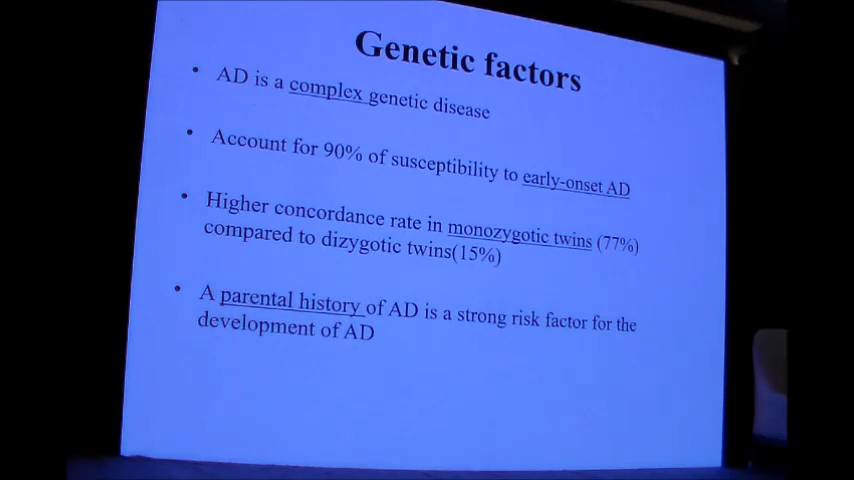 Genetic factors
• AD is a complex genetic disease
• Account for 90% of susceptibility to early-onset AD
• Higher concordance rate in monozygotic twins (77%)
compared to dizygotic twins(15%)
• A parental history of AD is a strong risk factor for the
development of AD